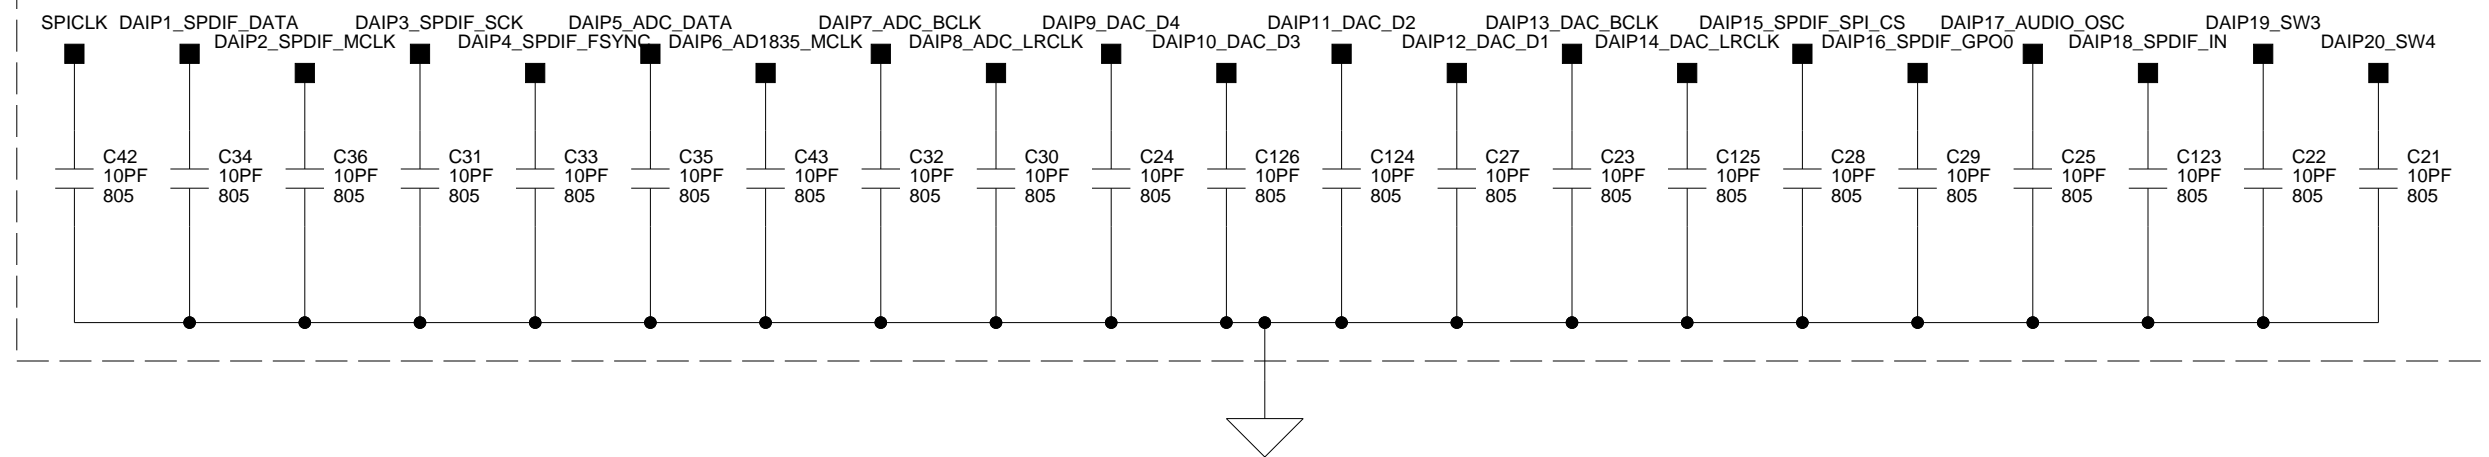 SPICLK DAIP1_SPDIF_DATA DAIP3_SPDIF_SCK DAIP5_ADC_DATA DAIP7_ADC_BCLK DAIP9_DAC_D4 DAIP11_DAC_D2 DAIP13_DAC_BCLK DAIP15_SPDIF_SPI_CS DAIP17_AUDIO_OSC DAIP19_SW3
DAIP2_SPDIF_MCLK DAIP4_SPDIF_FSYNC DAIP6_AD1835_MCLK DAIP8_ADC_LRCLK DAIP10_DAC_D3 DAIP12_DAC_D1 DAIP14_DAC_LRCLK DAIP16_SPDIF_GPO0 DAIP18_SPDIF_IN DAIP20_SW4
C42 C34 C36 C31 C33 C35 C43 C32 C30 C24 C126 C124 C27 C23 C125 C28 C29 C25 C123 C22 C21
10PF 10PF 10PF 10PF 10PF 10PF 10PF 10PF 10PF 10PF 10PF 10PF 10PF 10PF 10PF 10PF 10PF 10PF 10PF 10PF 10PF
805 805 805 805 805 805 805 805 805 805 805 805 805 805 805 805 805 805 805 805 805